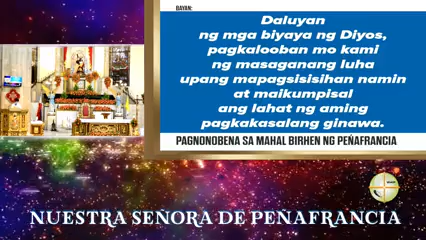 BAYAN:
Daluyan
ng mga biyaya ng Diyos,
pagkalooban mo kami
ng masaganang luha
upang mapagsisisihan namin
at maikumpisal
ang lahat ng aming
pagkakasalang ginawa.
PAGNONOBENA SA MAHAL BIRHEN NG PEÑAFRANCIA
NUESTRA SEÑORA DE PEÑAFRANCIA